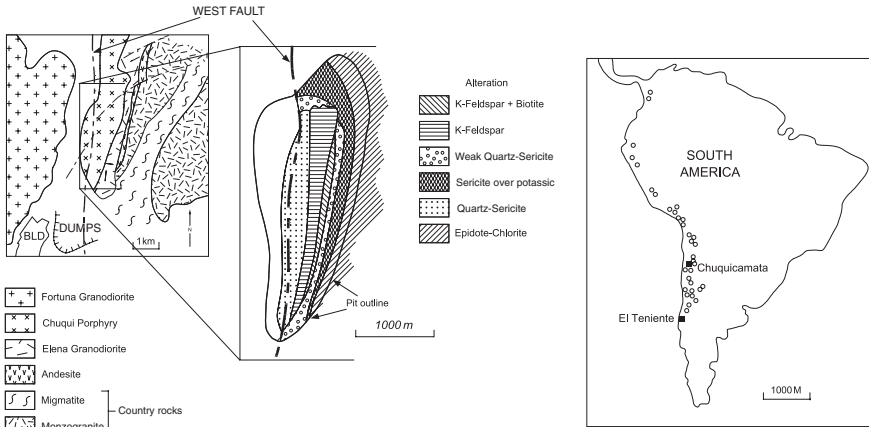 WEST FAULT
BLD
DUMPS
1km
N
Fortuna Granodiorite
Chuqui Porphyry
Elena Granodiorite
Andesite
Migmatite
Monzogranite
Country rocks
Pit outline
1000 m
Alteration
K-Feldspar + Biotite
K-Feldspar
Weak Quartz-Sericite
Sericite over potassic
Quartz-Sericite
Epidote-Chlorite
SOUTH
AMERICA
Chuquicamata
El Teniente
1000 M